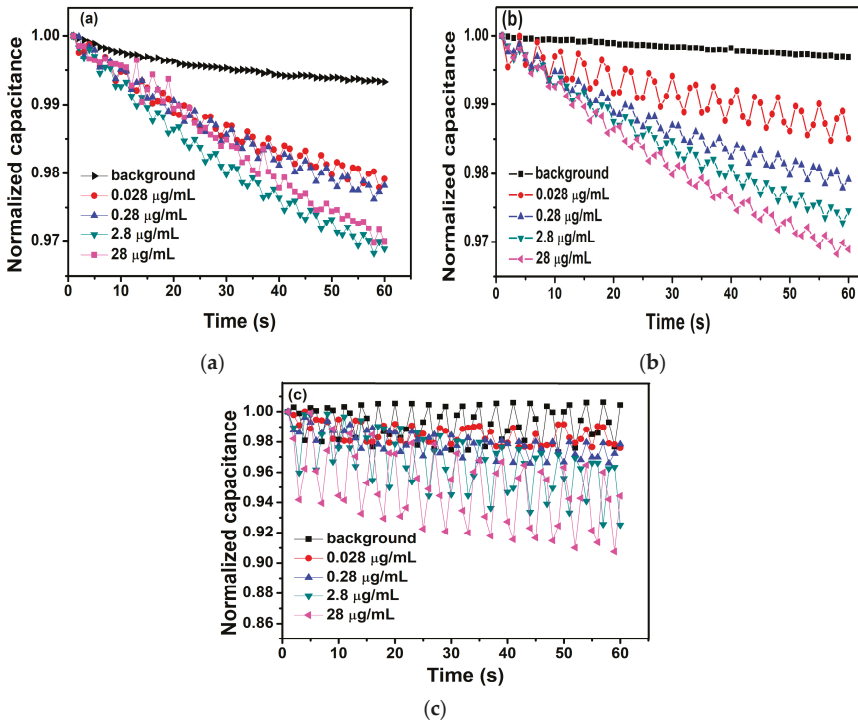 (a)
Normalized capacitance
1.00
0.99
0.98
0.97
background
0.028 µg/mL
0.28 µg/mL
2.8 µg/mL
28 µg/mL
0 10 20 30 40 50 60
Time (s)
(a)
(b)
Normalized capacitance
1.00
0.99
0.98
0.97
background
0.028 µg/mL
0.28 µg/mL
2.8 µg/mL
28 µg/mL
0 10 20 30 40 50 60
Time (s)
(b)
(c)
Normalized capacitance
1.00
0.98
0.96
0.94
0.92
0.90
0.88
0.86
background
0.028 µg/mL
0.28 µg/mL
2.8 µg/mL
28 µg/mL
0 10 20 30 40 50 60
Time (s)
(c)